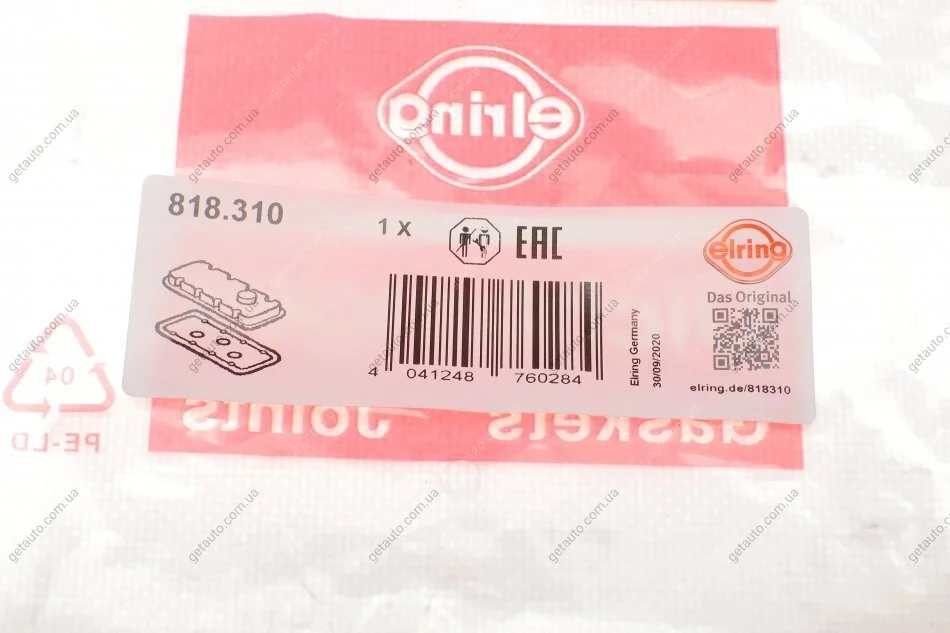 elring
818.310
1 X
EAC
elring
Das Original
4 041248 760284
Elring Germany
30/09/2020
elring.de/818310
04
PE-LD
Joints
Gaskets
getauto.com.ua